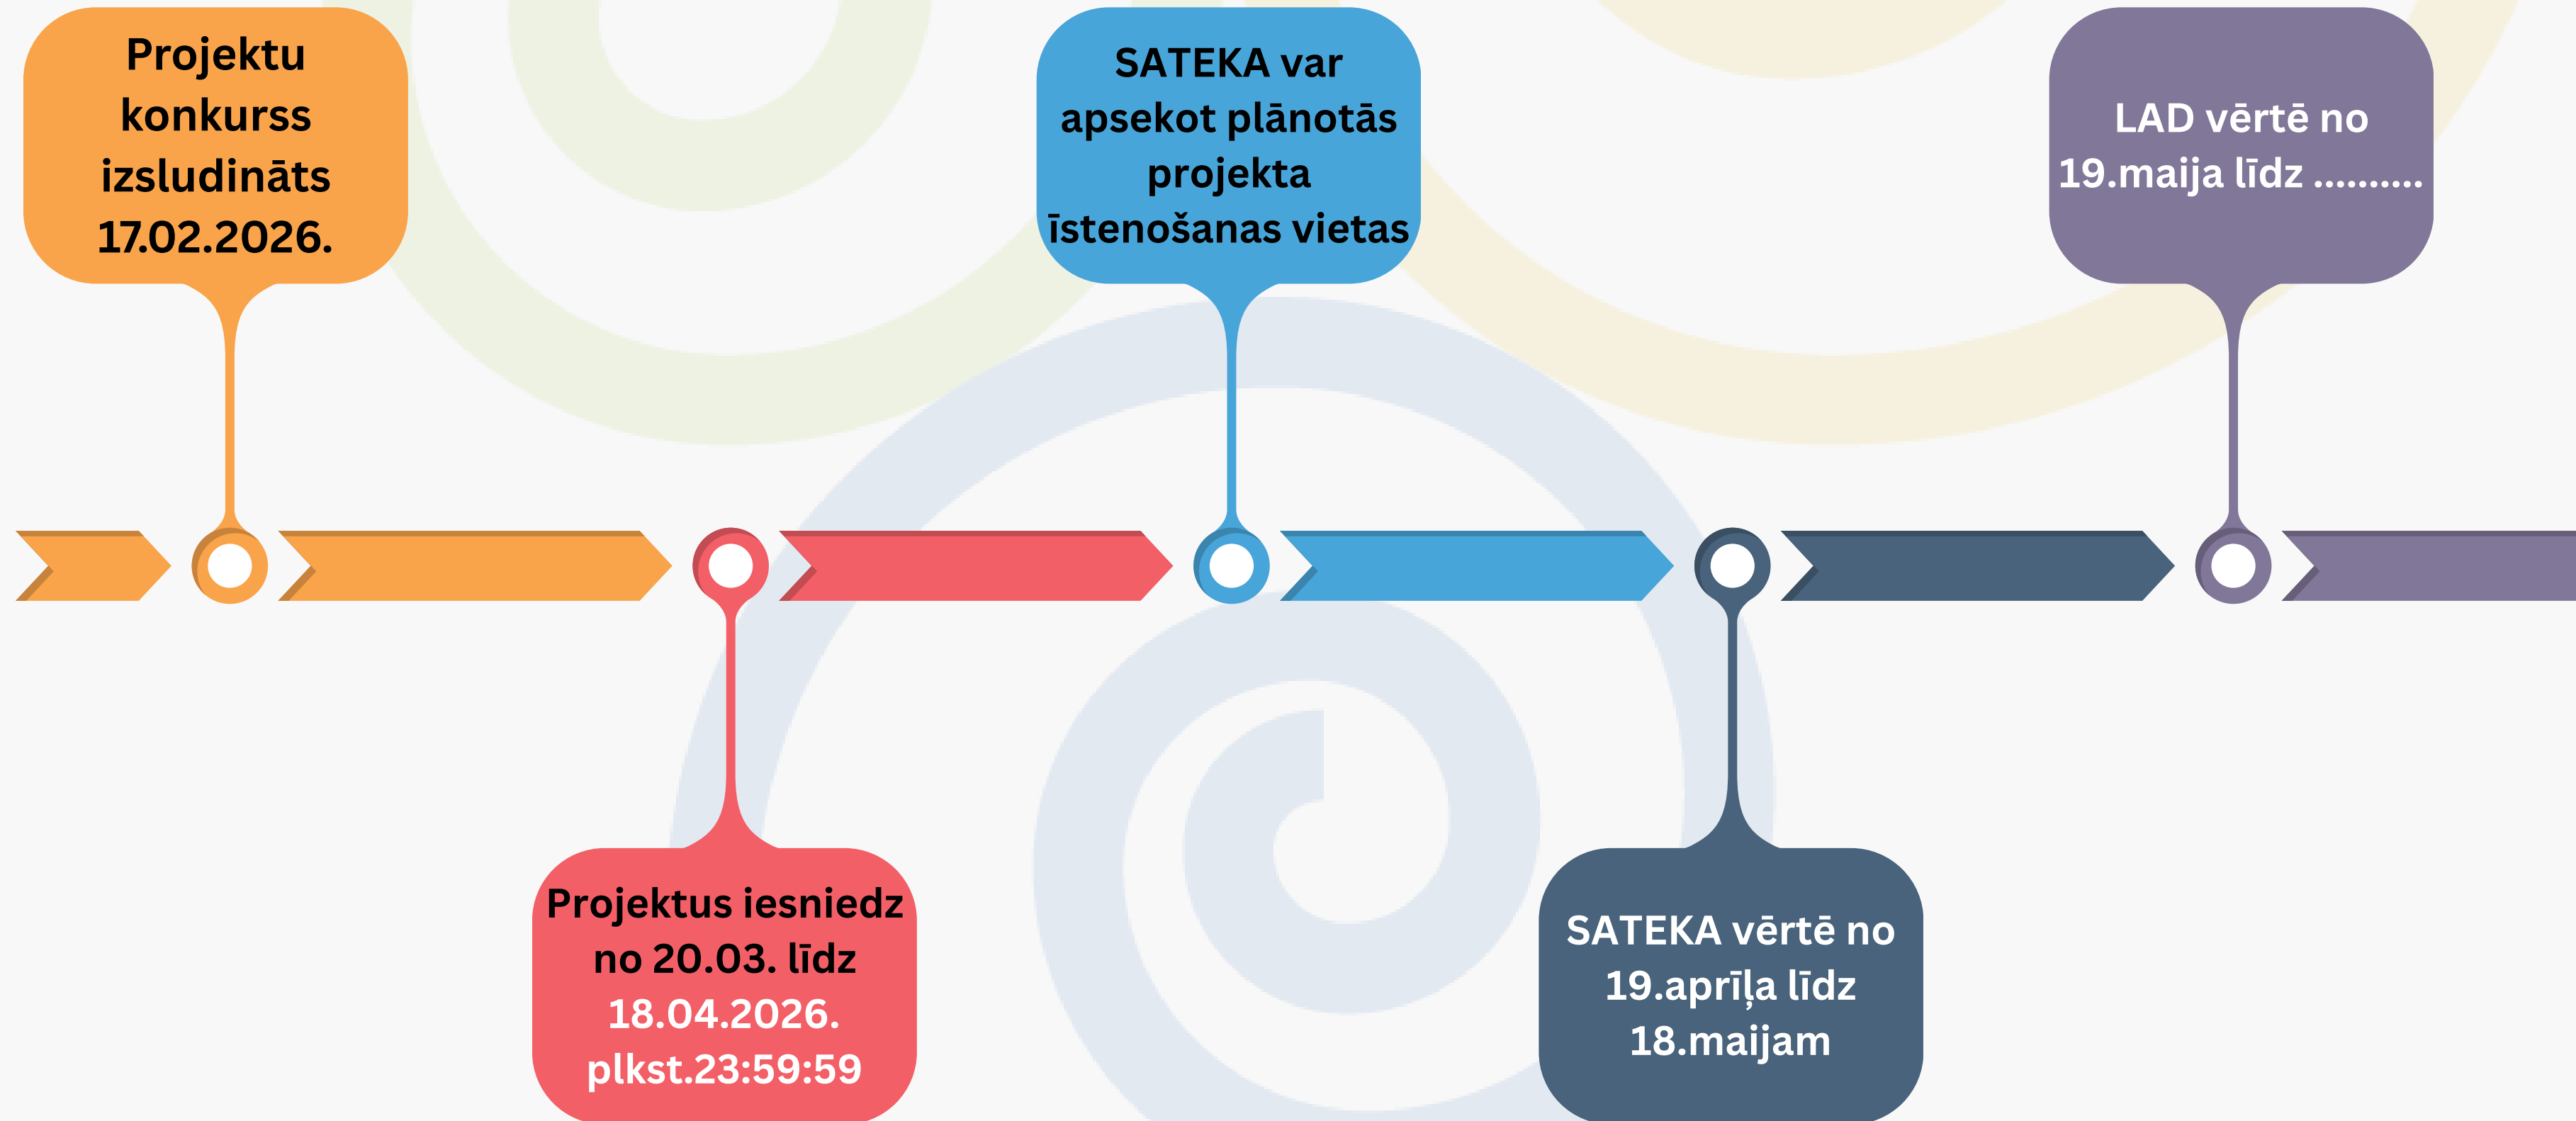 Projektu
konkurss
izsludināts
17.02.2026.
Projektus iesniedz
no 20.03. līdz
18.04.2026.
plkst.23:59:59
SATEKA var
apsekot plānotās
projekta
īstenošanas vietas
SATEKA vērtē no
19.aprīļa līdz
18.maijam
LAD vērtē no
19.maija līdz ..........